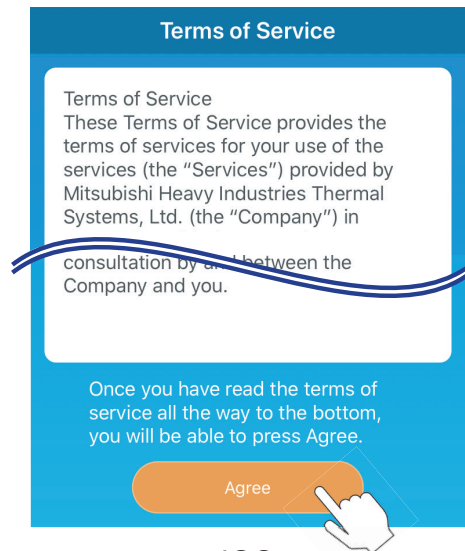 Terms of Service
Terms of Service
These Terms of Service provides the
terms of services for your use of the
services (the “Services”) provided by
Mitsubishi Heavy Industries Thermal
Systems, Ltd. (the “Company”) in
consultation by and between the
Company and you.
Once you have read the terms of
service all the way to the bottom,
you will be able to press Agree.
Agree